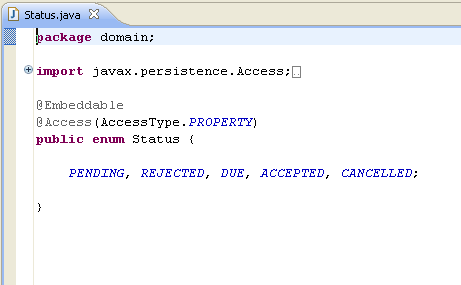 Status.java
package domain;
import javax.persistence.Access;
@Embeddable
@Access(AccessType.PROPERTY)
public enum Status {
PENDING, REJECTED, DUE, ACCEPTED, CANCELLED;
}